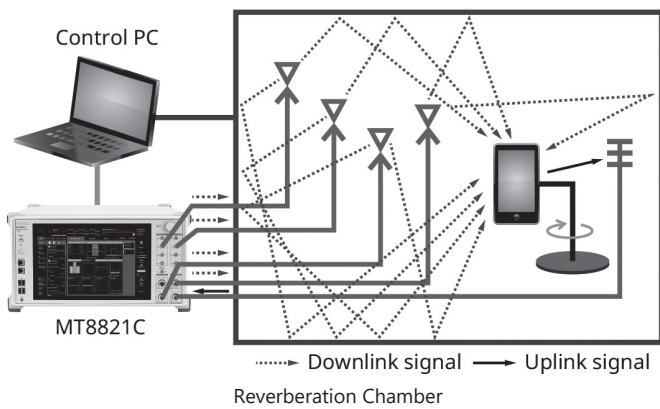 Control PC
MT8821C
Downlink signal
Uplink signal
Reverberation Chamber